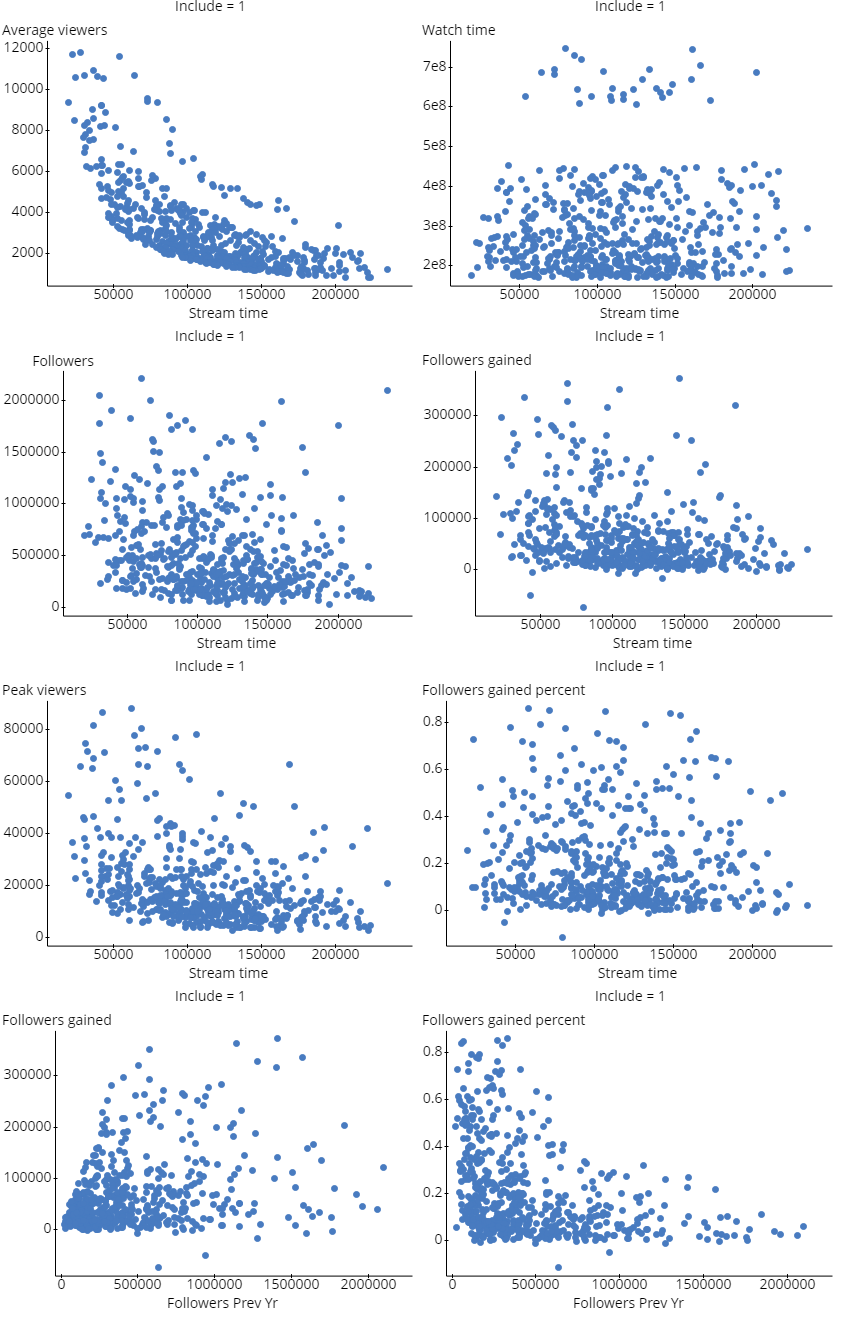 Include = 1
Include = 1
Average viewers
12000
10000
8000
6000
4000
2000
50000 100000 150000 200000
Stream time
Watch time
7e8
6e8
5e8
4e8
3e8
2e8
50000 100000 150000 200000
Stream time
Include = 1
Include = 1
Followers
2000000
1500000
1000000
500000
0
50000 100000 150000 200000
Stream time
Followers gained
300000
200000
100000
0
50000 100000 150000 200000
Stream time
Include = 1
Include = 1
Peak viewers
80000
60000
40000
20000
0
50000 100000 150000 200000
Stream time
Followers gained percent
0.8
0.6
0.4
0.2
0
50000 100000 150000 200000
Stream time
Include = 1
Include = 1
Followers gained
300000
200000
100000
0
0 500000 1000000 1500000 2000000
Followers Prev Yr
Followers gained percent
0.8
0.6
0.4
0.2
0
0 500000 1000000 1500000 2000000
Followers Prev Yr